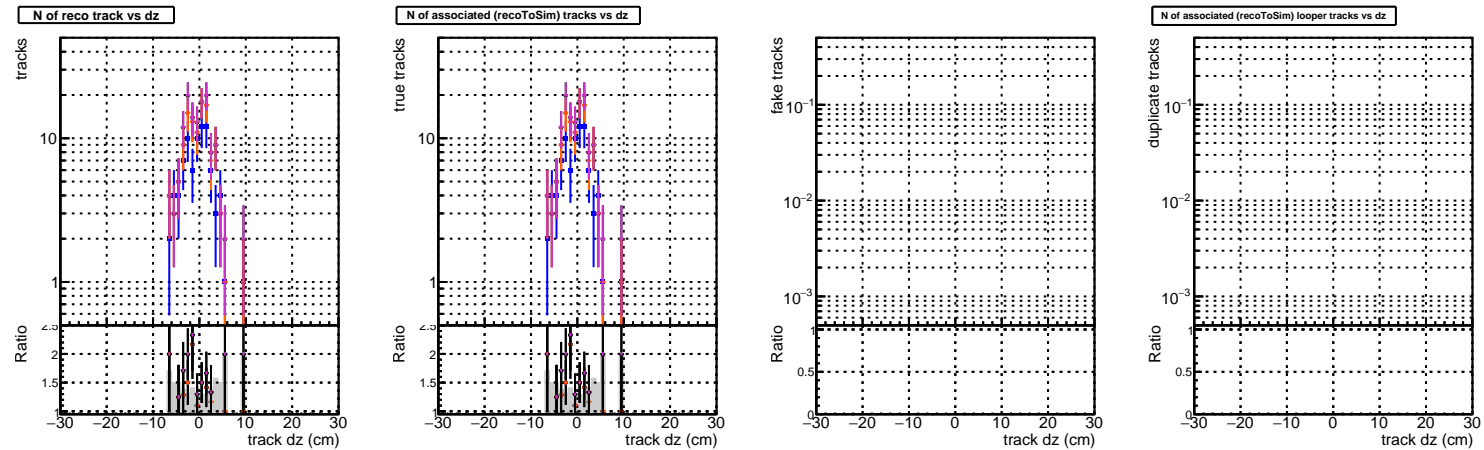 N of reco track vs dz
tracks
10
1
Ratio
2.5
2
1.5
1
−30 −20 −10 0 10 20 30
track dz (cm)
N of associated (recoToSim) tracks vs dz
true tracks
10
1
Ratio
2.5
2
1.5
1
−30 −20 −10 0 10 20 30
track dz (cm)
fake tracks
10−1
10−2
10−3
Ratio
1
0.5
0
−30 −20 −10 0 10 20 30
track dz (cm)
N of associated (recoToSim) looper tracks vs dz
duplicate tracks
10−1
10−2
10−3
Ratio
1
0.5
0
−30 −20 −10 0 10 20 30
track dz (cm)